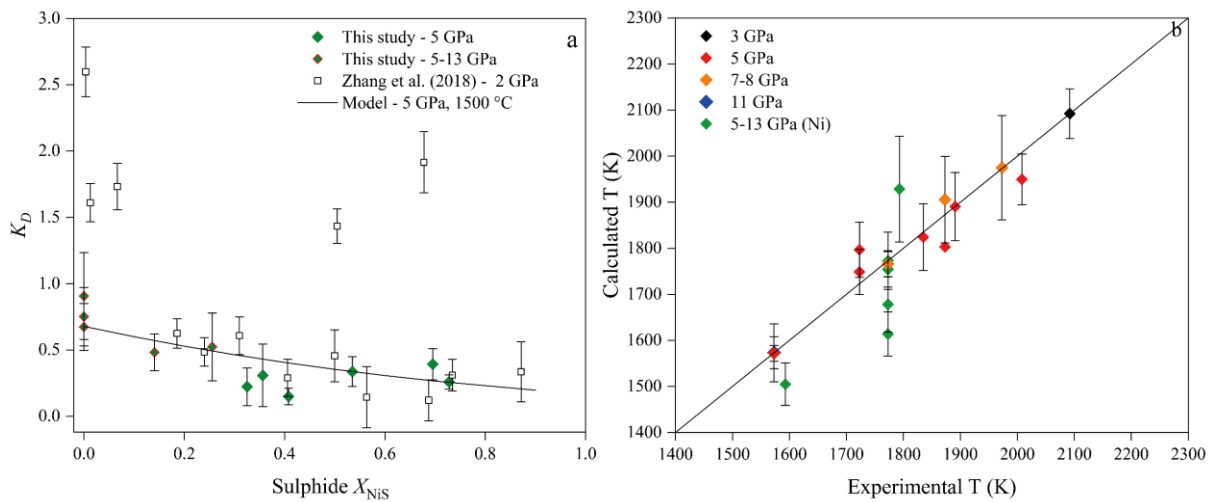 3.0
2.5
2.0
1.5
1.0
0.5
0.0
K_D
a
This study - 5 GPa
This study - 5-13 GPa
Zhang et al. (2018) - 2 GPa
Model - 5 GPa, 1500 °C
0.0 0.2 0.4 0.6 0.8 1.0
Sulphide X_NiS
2300
2200
2100
2000
1900
1800
1700
1600
1500
1400
Calculated T (K)
b
3 GPa
5 GPa
7-8 GPa
11 GPa
5-13 GPa (Ni)
1400 1500 1600 1700 1800 1900 2000 2100 2200 2300
Experimental T (K)